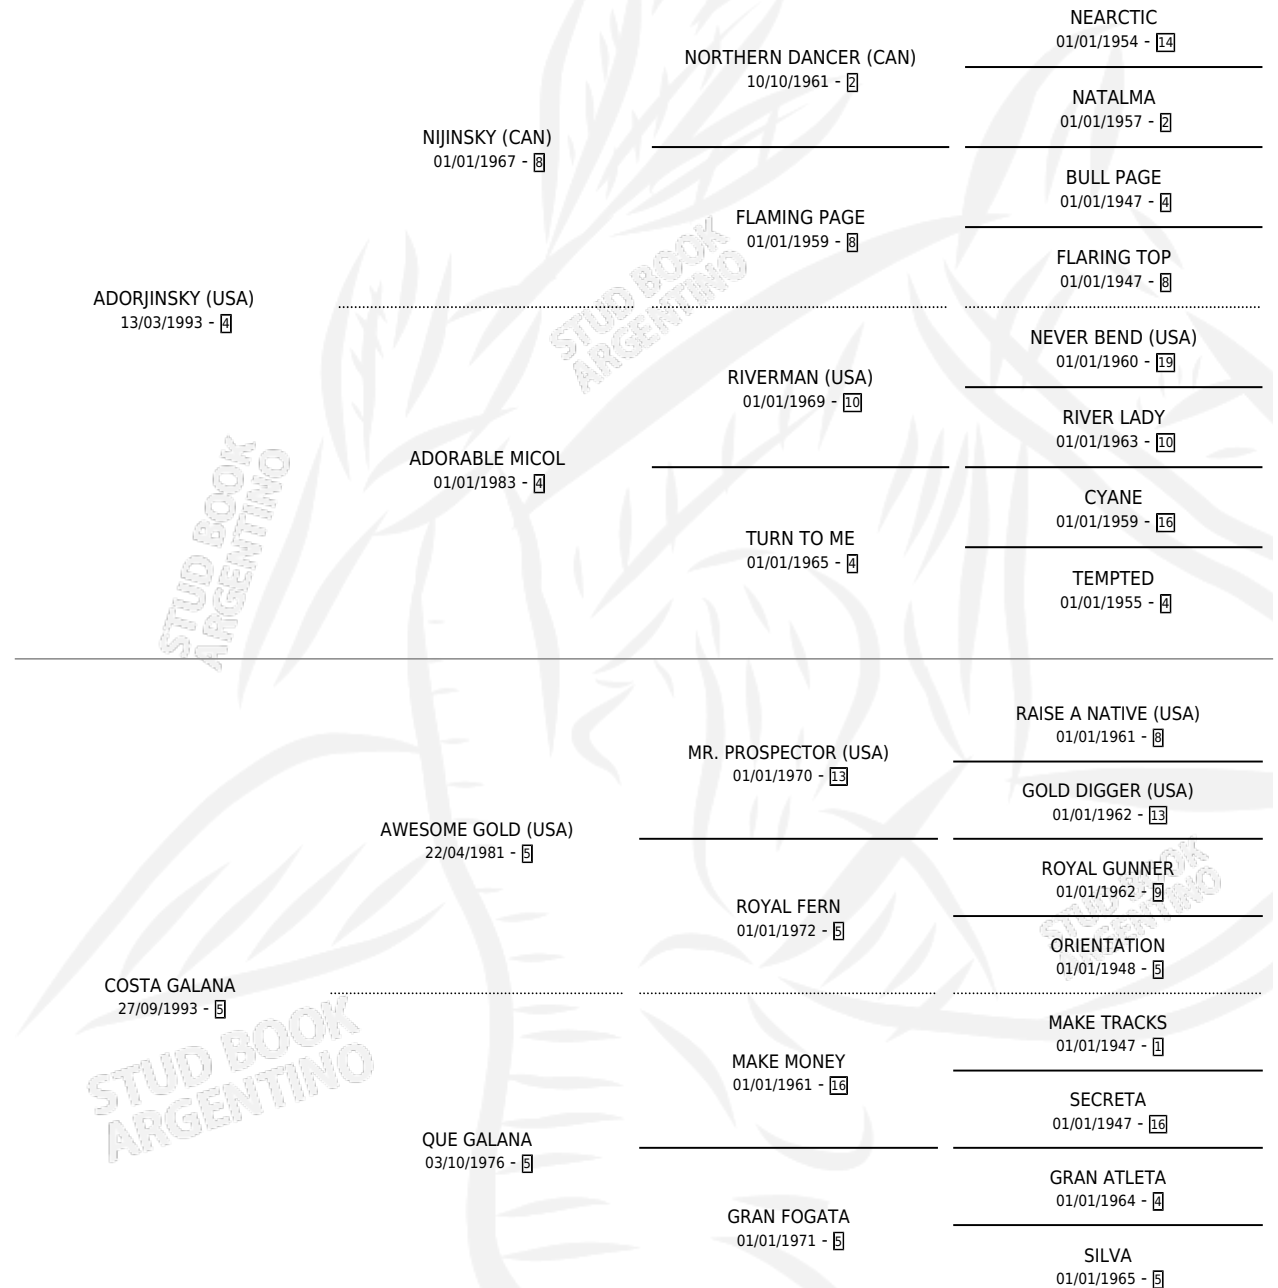 NEARCTIC
01/01/1954 - 14
NORTHERN DANCER (CAN)
10/10/1961 - 2
NATALMA
01/01/1957 - 2
NIJINSKY (CAN)
01/01/1967 - 8
BULL PAGE
01/01/1947 - 4
FLAMING PAGE
01/01/1959 - 8
FLARING TOP
01/01/1947 - 8
ADORJINSKY (USA)
13/03/1993 - 4
NEVER BEND (USA)
01/01/1960 - 19
RIVERMAN (USA)
01/01/1969 - 10
RIVER LADY
01/01/1963 - 10
ADORABLE MICOL
01/01/1983 - 4
CYANE
01/01/1959 - 16
TURN TO ME
01/01/1965 - 4
TEMPTED
01/01/1955 - 4
RAISE A NATIVE (USA)
01/01/1961 - 8
MR. PROSPECTOR (USA)
01/01/1970 - 13
GOLD DIGGER (USA)
01/01/1962 - 13
AWESOME GOLD (USA)
22/04/1981 - 5
ROYAL GUNNER
01/01/1962 - 9
ROYAL FERN
01/01/1972 - 5
ORIENTATION
01/01/1948 - 5
COSTA GALANA
27/09/1993 - 5
MAKE TRACKS
01/01/1947 - 1
MAKE MONEY
01/01/1961 - 16
SECRETA
01/01/1947 - 16
QUE GALANA
03/10/1976 - 5
GRAN ATLETA
01/01/1964 - 4
GRAN FOGATA
01/01/1971 - 5
SILVA
01/01/1965 - 5
STUD BOOK
ARGENTINO
STUD BOOK
ARGENTINO
STUD BOOK
ARGENTINO
STUD BOOK
ARGENTINO